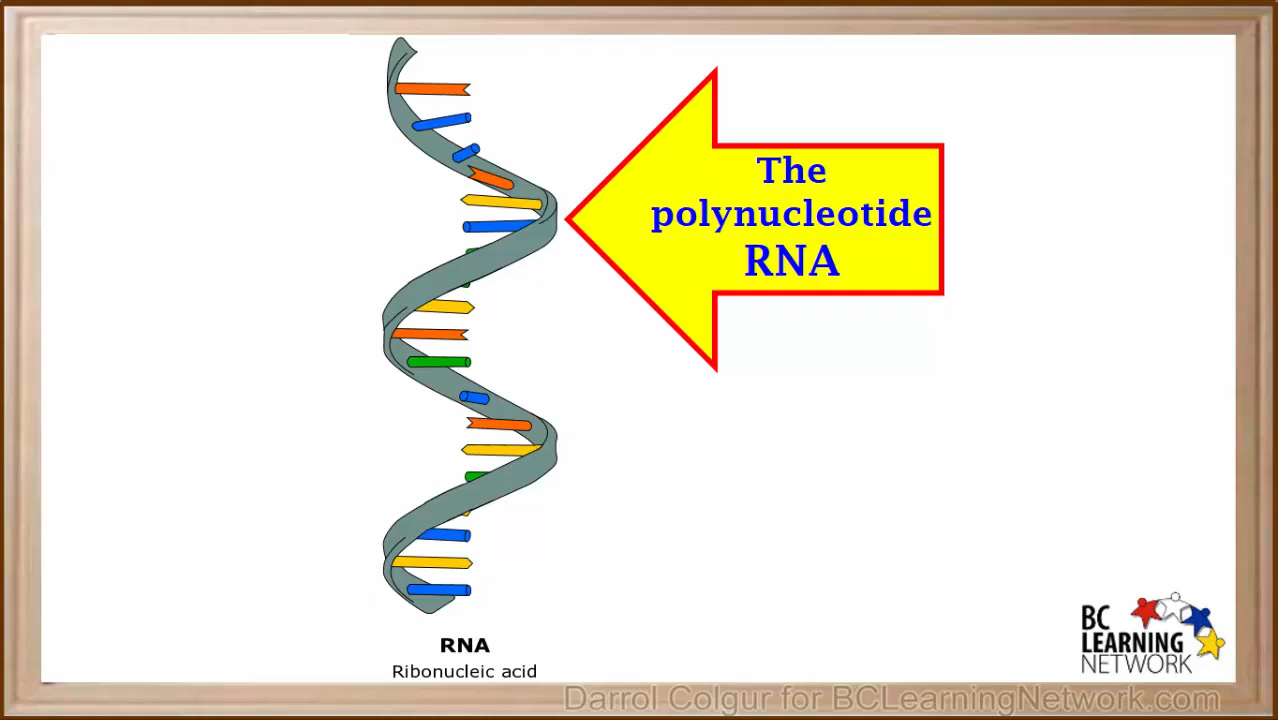 The
polynucleotide
RNA
RNA
Ribonucleic acid
BC
LEARNING
NETWORK
Darrol Colgur for BCLearningNetwork.com